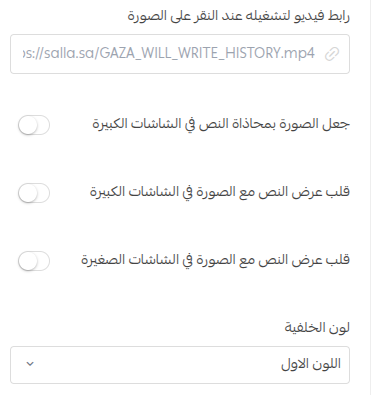 رابط فيديو لتشغيله عند النقر على الصورة
s://salla.sa/GAZA_WILL_WRITE_HISTORY.mp4
جعل الصورة بمحاذاة النص في الشاشات الكبيرة
قلب عرض النص مع الصورة في الشاشات الكبيرة
قلب عرض النص مع الصورة في الشاشات الصغيرة
لون الخلفية
اللون الاول